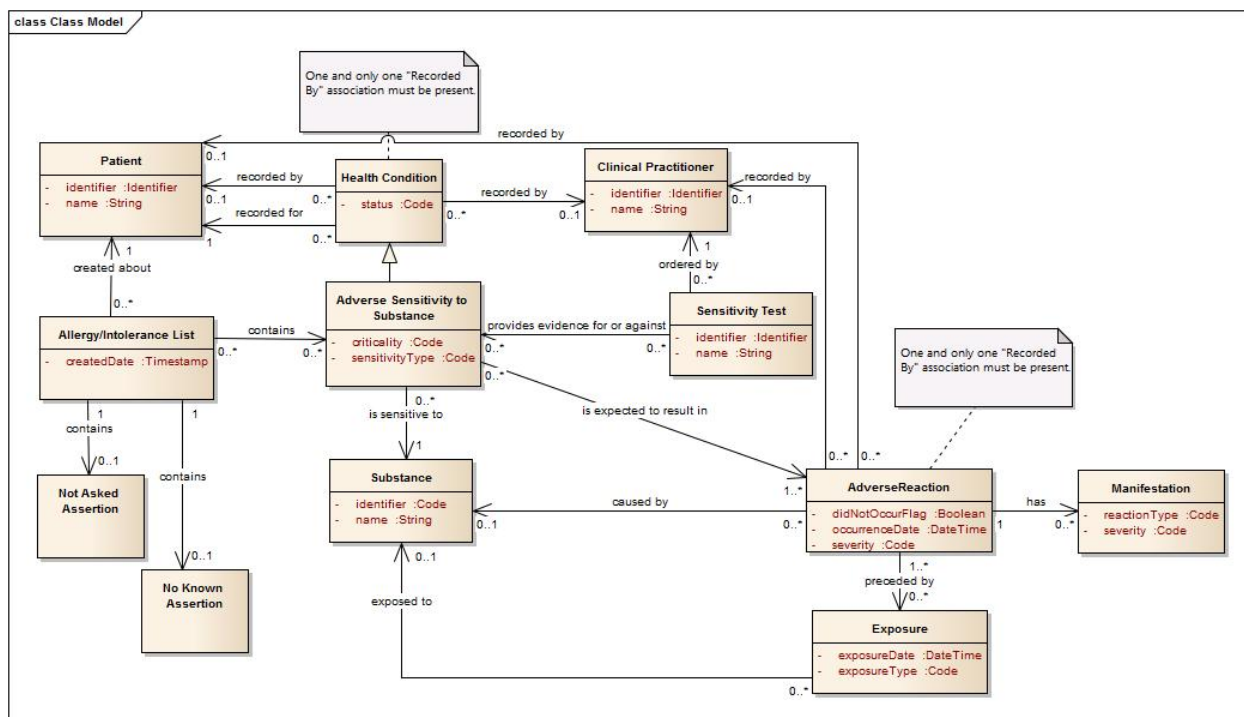 class Class Model
One and only one "Recorded
By" association must be present.
recorded by
0..1
Patient
- identifier :Identifier
- name :String
recorded by
0..1
0..*
recorded for
1
0..*
Health Condition
- status :Code
recorded by
0..*
0..1
Clinical Practitioner
- identifier :Identifier
- name :String
recorded by
0..1
1
created about
0..*
1
ordered by
0..*
Allergy/Intolerance List
- createdDate :Timestamp
contains
0..*
0..*
Adverse Sensitivity to
Substance
- criticality :Code
- sensitivityType :Code
provides evidence for or against
0..*
0..*
Sensitivity Test
- identifier :Identifier
- name :String
One and only one "Recorded
By" association must be present.
0..*
is expected to result in
1..*
0..*
is sensitive to
1
1
contains
0..1
1
contains
0..1
Not Asked
Assertion
No Known
Assertion
Substance
- identifier :Code
- name :String
caused by
0..1
0..*
0..*
0..*
AdverseReaction
- didNotOccurFlag :Boolean
- occurrenceDate :DateTime
- severity :Code
has
1
0..*
Manifestation
- reactionType :Code
- severity :Code
1..*
preceded by
0..*
0..1
exposed to
0..*
Exposure
- exposureDate :DateTime
- exposureType :Code